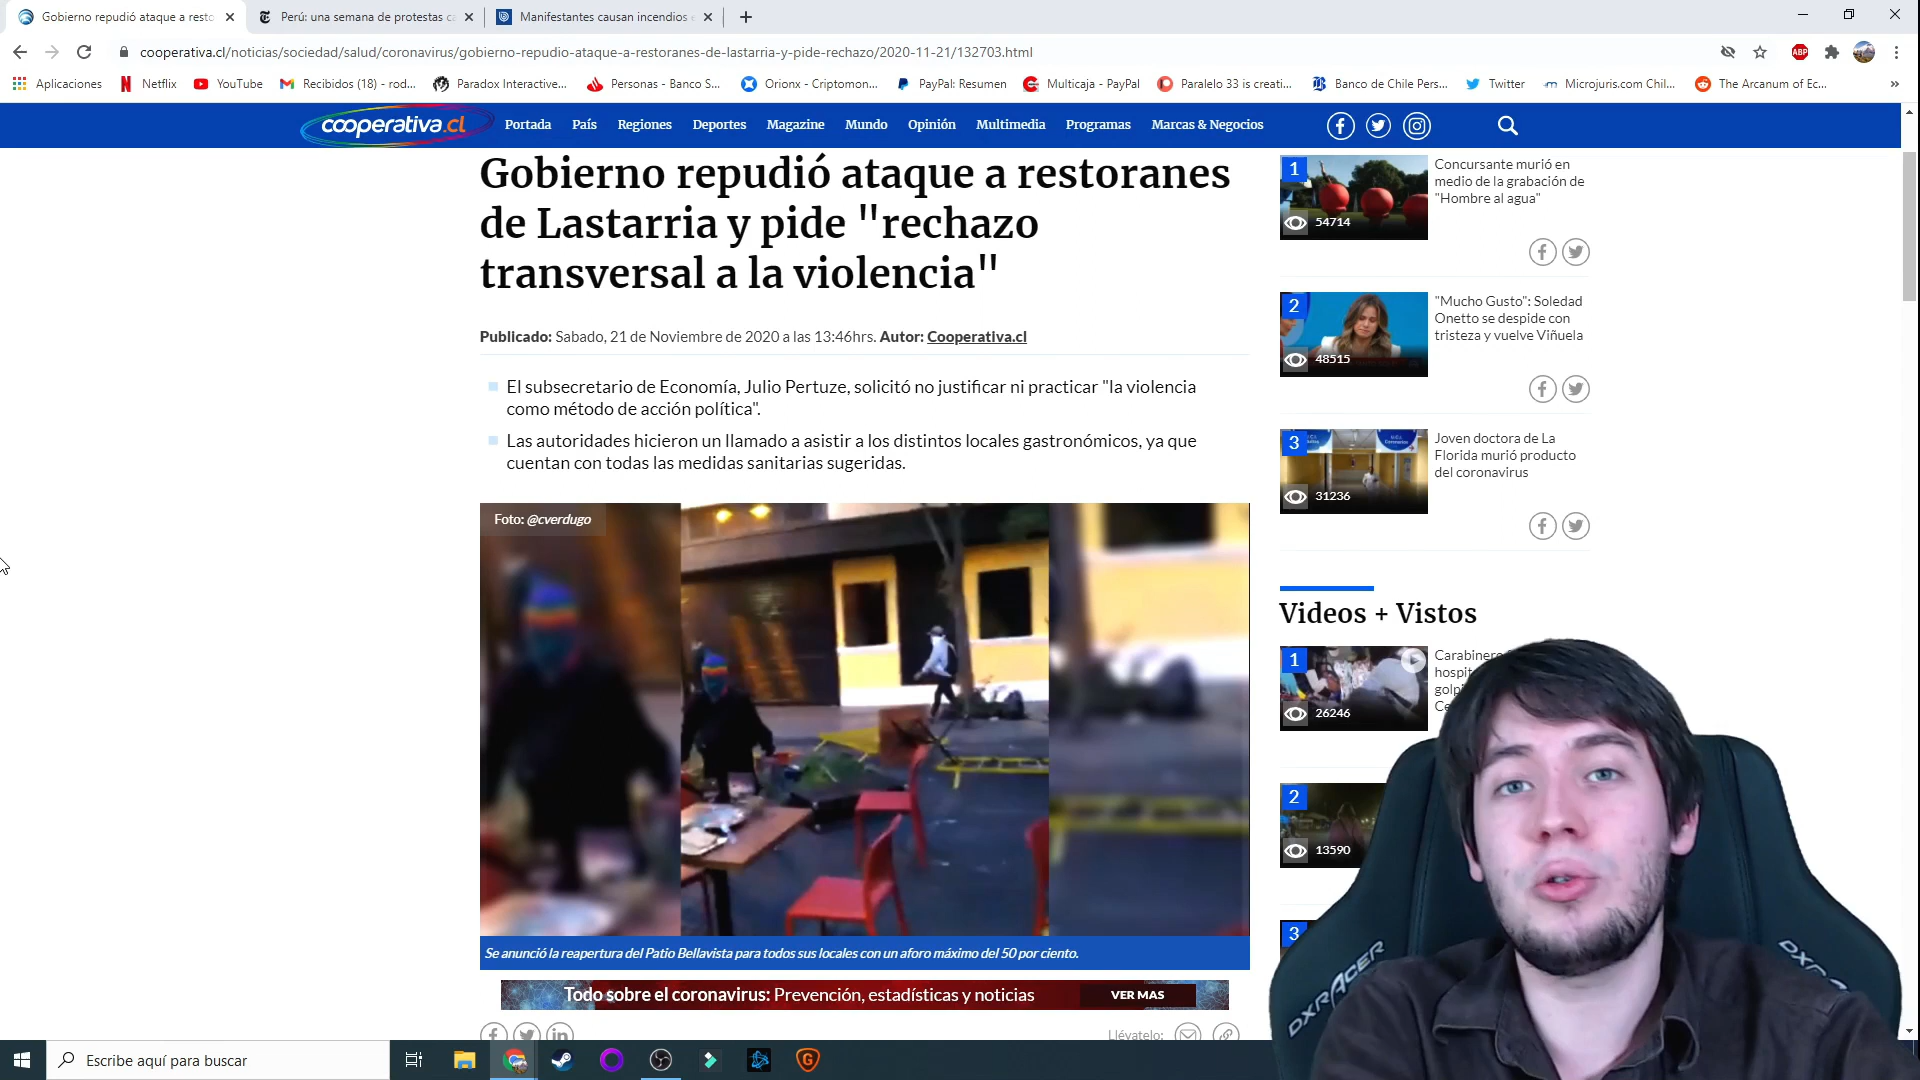 Gobierno repudió ataque a resto
Perú: una semana de protestas ca
Manifestantes causan incendios e
cooperativa.cl/noticias/sociedad/salud/coronavirus/gobierno-repudio-ataque-a-restoranes-de-lastarria-y-pide-rechazo/2020-11-21/132703.html
ABP
Aplicaciones
Netflix
YouTube
Recibidos (18) - rod...
Paradox Interactive...
Personas - Banco S...
Orionx - Criptomon...
PayPal: Resumen
Multicaja - PayPal
Paralelo 33 is creati...
Banco de Chile Pers...
Twitter
Microjuris.com Chil...
The Arcanum of Ec...
cooperativa.cl
Portada
País
Regiones
Deportes
Magazine
Mundo
Opinión
Multimedia
Programas
Marcas & Negocios
Gobierno repudió ataque a restoranes
de Lastarria y pide "rechazo
transversal a la violencia"
Publicado: Sabado, 21 de Noviembre de 2020 a las 13:46hrs. Autor: Cooperativa.cl
El subsecretario de Economía, Julio Pertuze, solicitó no justificar ni practicar "la violencia
como método de acción política".
Las autoridades hicieron un llamado a asistir a los distintos locales gastronómicos, ya que
cuentan con todas las medidas sanitarias sugeridas.
Foto: @cverdugo
Se anunció la reapertura del Patio Bellavista para todos sus locales con un aforo máximo del 50 por ciento.
Todo sobre el coronavirus: Prevención, estadísticas y noticias
VER MAS
Llévatelo:
1
54714
Concursante murió en
medio de la grabación de
"Hombre al agua"
2
48515
"Mucho Gusto": Soledad
Onetto se despide con
tristeza y vuelve Viñuela
3
31236
Joven doctora de La
Florida murió producto
del coronavirus
Videos + Vistos
1
26246
Carabinero
hospit
golpi
Ce
2
13590
3
DXRACER
DXR
Escribe aquí para buscar